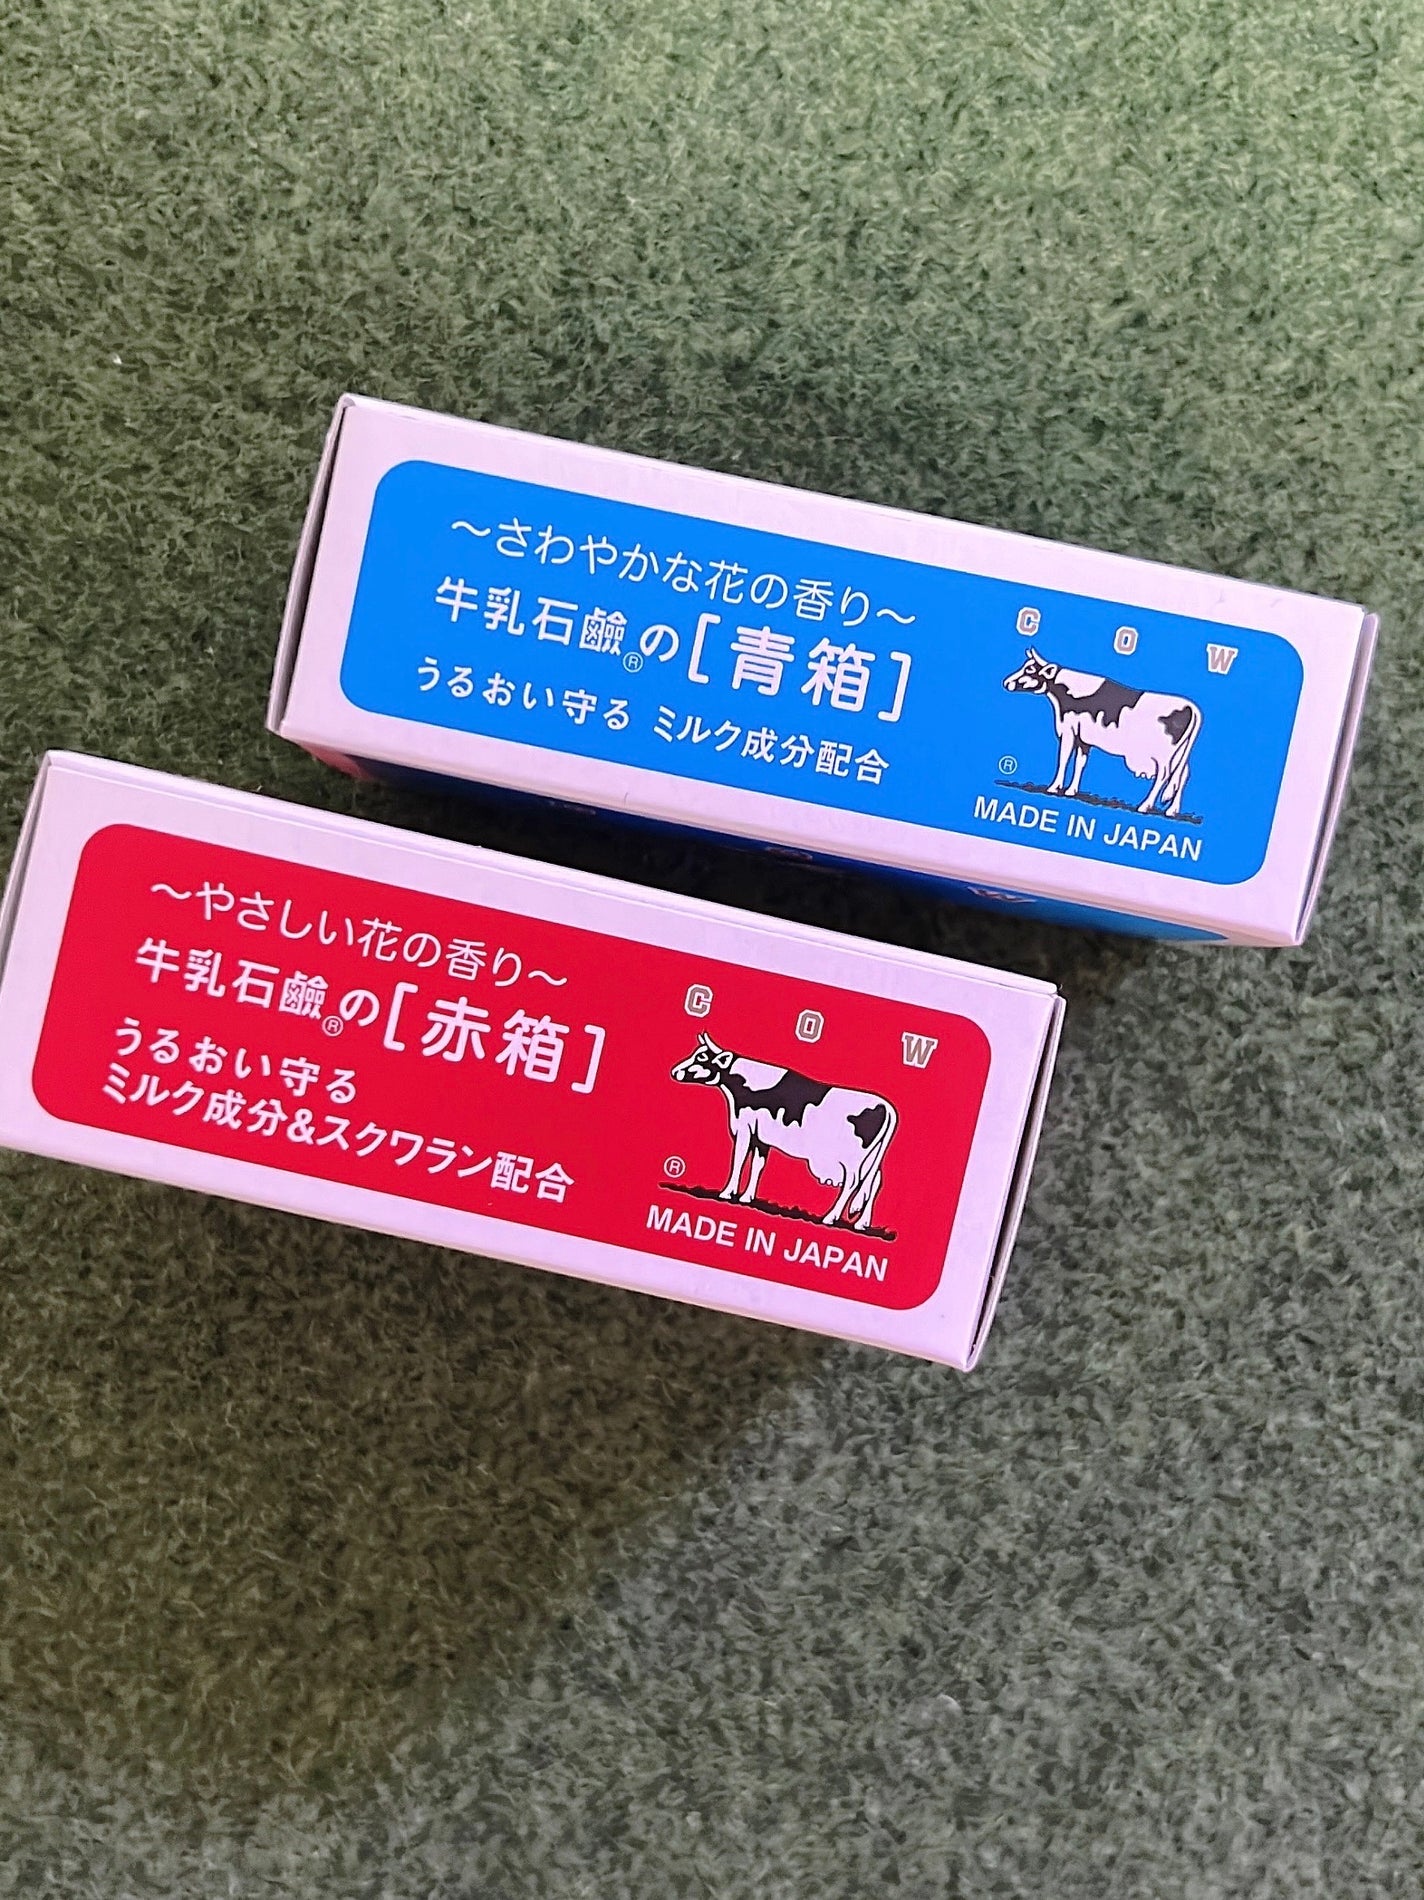 ～さわやかな花の香り～
牛乳石鹼®の[青箱]
うるおい守る ミルク成分配合
C O W
®
MADE IN JAPAN
～やさしい花の香り～
牛乳石鹼®の[赤箱]
うるおい守る
ミルク成分&スクワラン配合
C O W
®
MADE IN JAPAN